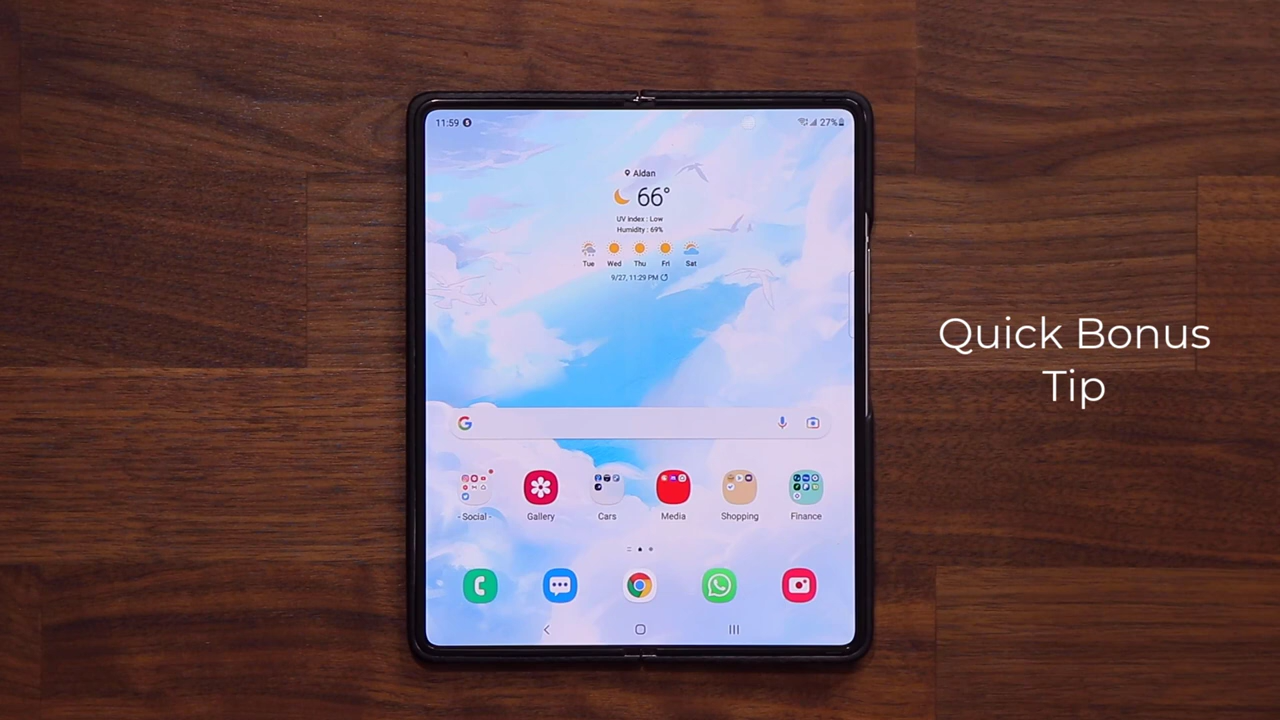 11:59
27%
Aldan
66°
UV index : Low
Humidity : 69%
Tue Wed Thu Fri Sat
9/27, 11:29 PM
Quick Bonus
Tip
- Social - Gallery Cars Media Shopping Finance